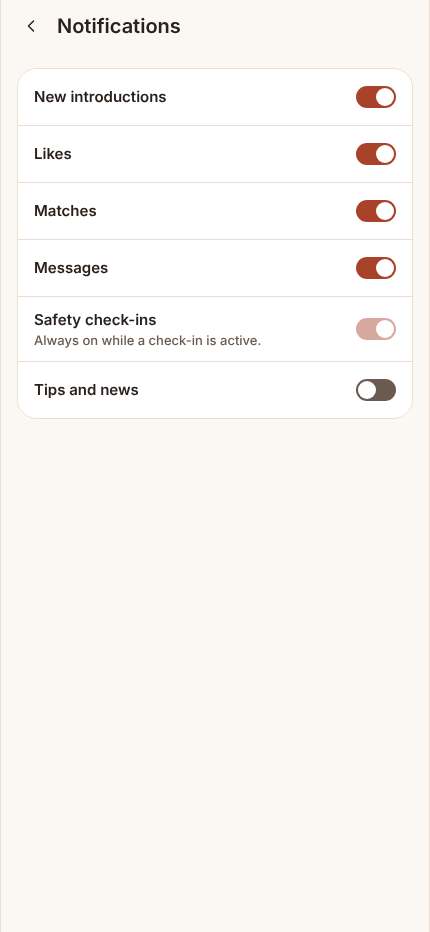 Notifications
New introductions
Likes
Matches
Messages
Safety check-ins
Always on while a check-in is active.
Tips and news